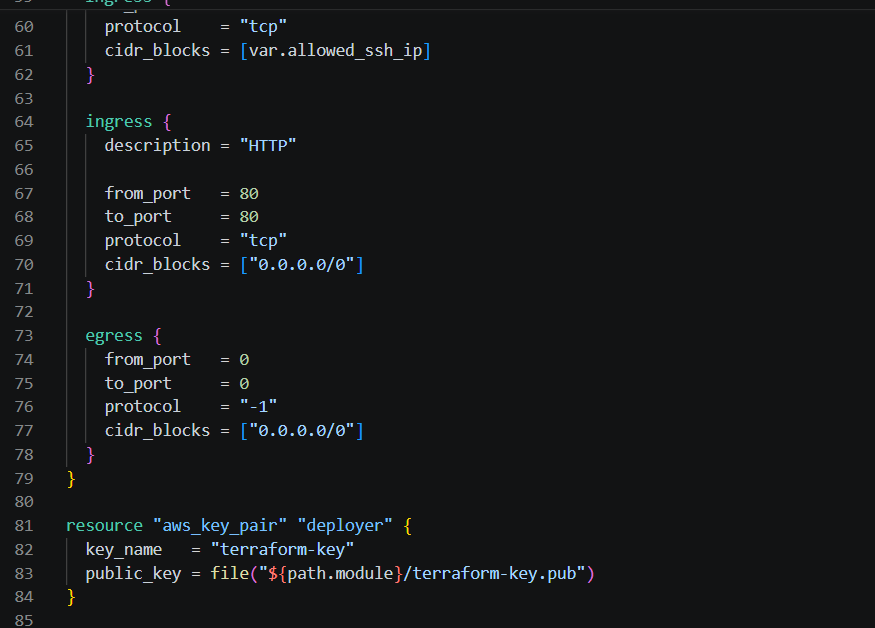 60 protocol    = "tcp"
61 cidr_blocks = [var.allowed_ssh_ip]
62 }
63
64 ingress {
65 description = "HTTP"
66
67 from_port   = 80
68 to_port     = 80
69 protocol    = "tcp"
70 cidr_blocks = ["0.0.0.0/0"]
71 }
72
73 egress {
74 from_port   = 0
75 to_port     = 0
76 protocol    = "-1"
77 cidr_blocks = ["0.0.0.0/0"]
78 }
79 }
80
81 resource "aws_key_pair" "deployer" {
82 key_name   = "terraform-key"
83 public_key = file("${path.module}/terraform-key.pub")
84 }
85